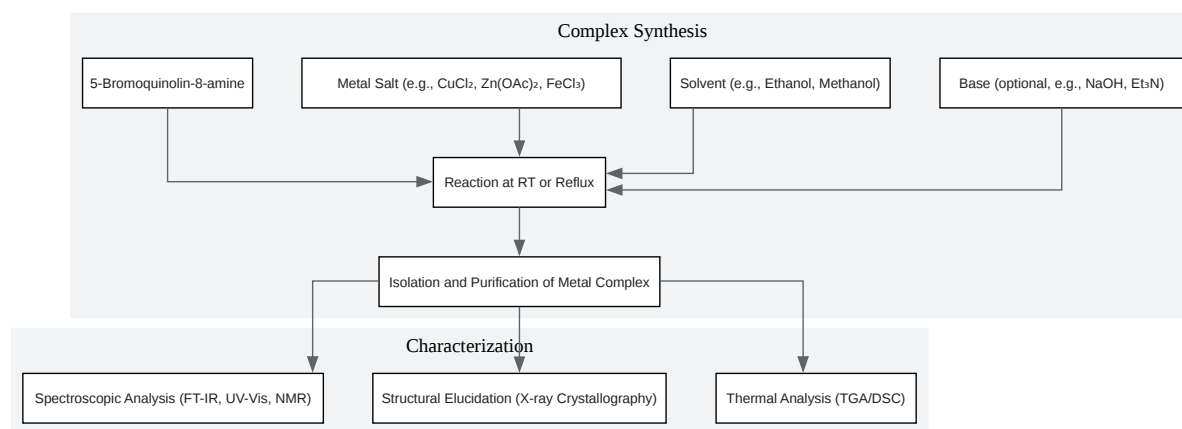 Complex Synthesis
5-Bromoquinolin-8-amine
Metal Salt (e.g., CuCl₂, Zn(OAc)₂, FeCl₃)
Solvent (e.g., Ethanol, Methanol)
Base (optional, e.g., NaOH, Et₃N)
Reaction at RT or Reflux
Isolation and Purification of Metal Complex
Characterization
Spectroscopic Analysis (FT-IR, UV-Vis, NMR)
Structural Elucidation (X-ray Crystallography)
Thermal Analysis (TGA/DSC)